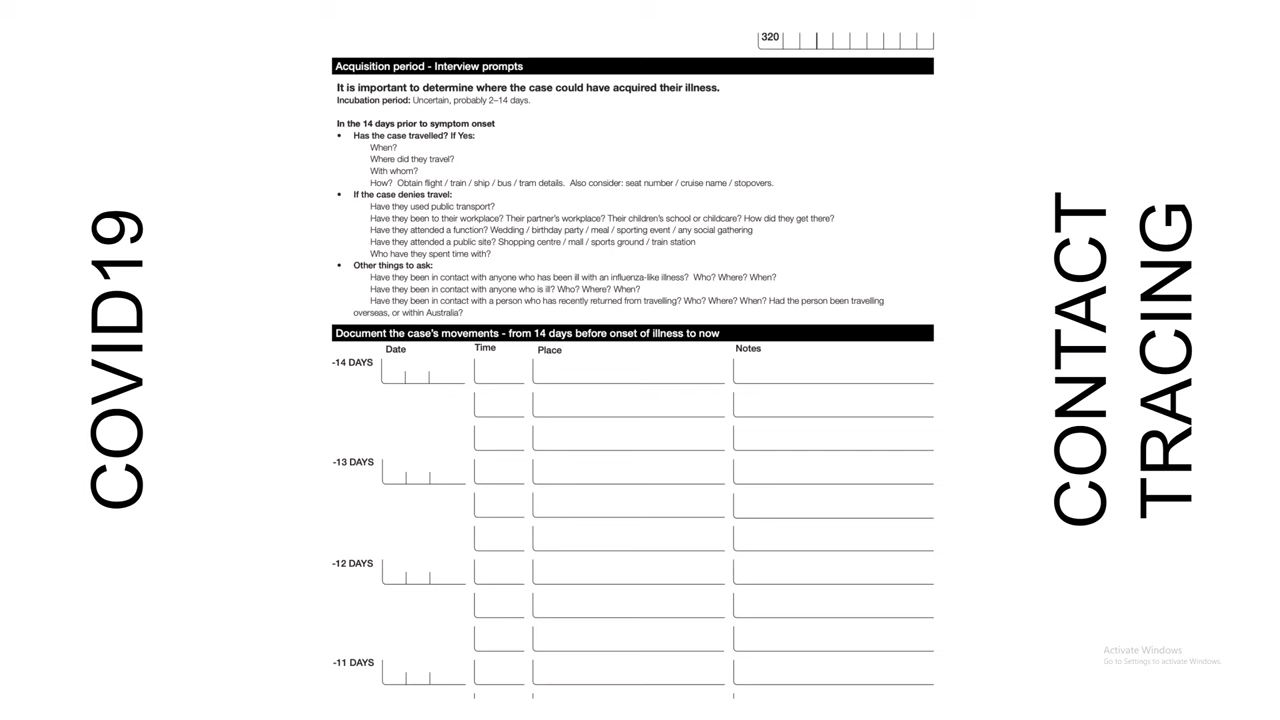 COVID19
320
Acquisition period - Interview prompts
It is important to determine where the case could have acquired their illness.
Incubation period: Uncertain, probably 2–14 days.
In the 14 days prior to symptom onset
• Has the case travelled? If Yes:
When?
Where did they travel?
With whom?
How? Obtain flight / train / ship / bus / tram details. Also consider: seat number / cruise name / stopovers.
• If the case denies travel:
Have they used public transport?
Have they been to their workplace? Their partner's workplace? Their children's school or childcare? How did they get there?
Have they attended a function? Wedding / birthday party / meal / sporting event / any social gathering
Have they attended a public site? Shopping centre / mall / sports ground / train station
Who have they spent time with?
• Other things to ask:
Have they been in contact with anyone who has been ill with an influenza-like illness? Who? Where? When?
Have they been in contact with anyone who is ill? Who? Where? When?
Have they been in contact with a person who has recently returned from travelling? Who? Where? When? Had the person been travelling
overseas, or within Australia?
Document the case's movements - from 14 days before onset of illness to now
Date Time Place Notes
-14 DAYS
-13 DAYS
-12 DAYS
-11 DAYS
CONTACT
TRACING
Activate Windows
Go to Settings to activate Windows.